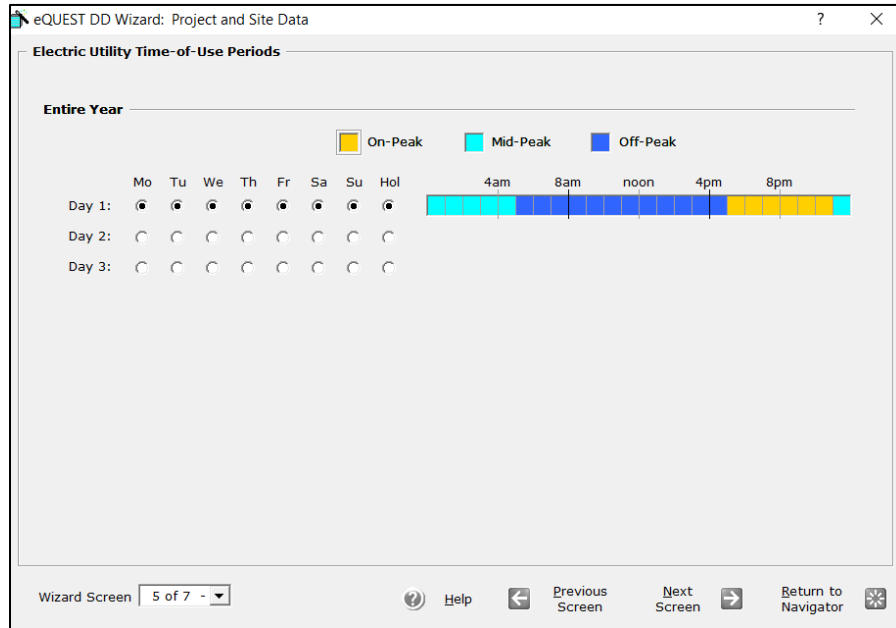 eQUEST DD Wizard: Project and Site Data ? X
Electric Utility Time-of-Use Periods
Entire Year
On-Peak Mid-Peak Off-Peak
Mo Tu We Th Fr Sa Su Hol 4am 8am noon 4pm 8pm
Day 1:
Day 2:
Day 3:
Wizard Screen 5 of 7 - ? Help Previous Screen Next Screen Return to Navigator